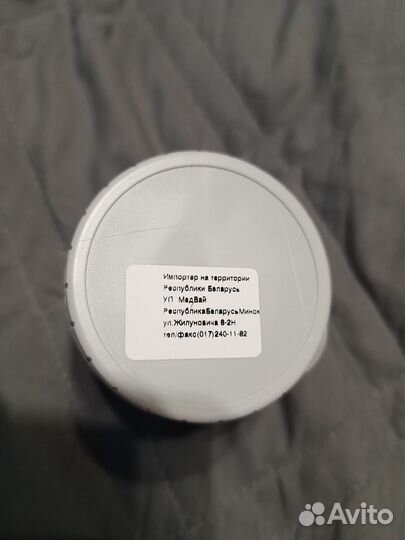 Импортер на территории
Республики Беларусь
УП МедВай
РеспубликаБеларусьМинск
ул.Жилуновича 8-2Н
тел/факс(017)240-11-82
Avito